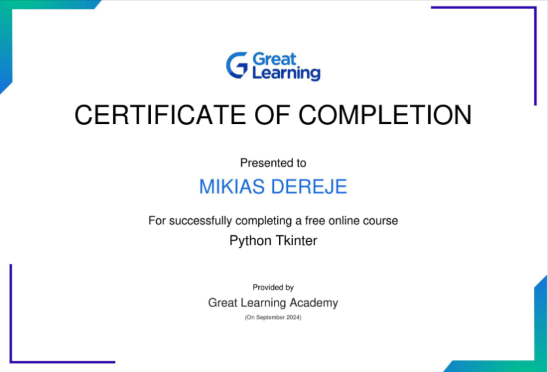 Great
Learning
CERTIFICATE OF COMPLETION
Presented to
MIKIAS DEREJE
For successfully completing a free online course
Python Tkinter
Provided by
Great Learning Academy
(On September 2024)